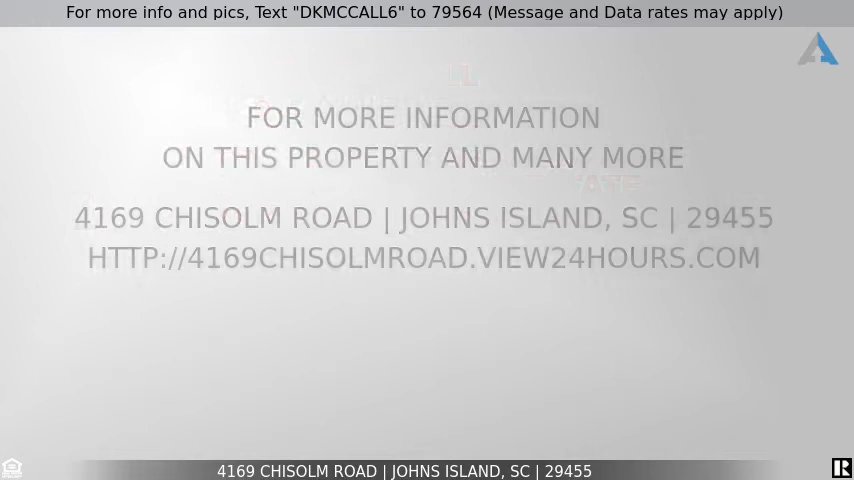 For more info and pics, Text "DKMCCALL6" to 79564 (Message and Data rates may apply)
FOR MORE INFORMATION
ON THIS PROPERTY AND MANY MORE
4169 CHISOLM ROAD | JOHNS ISLAND, SC | 29455
HTTP://4169CHISOLMROAD.VIEW24HOURS.COM
4169 CHISOLM ROAD | JOHNS ISLAND, SC | 29455